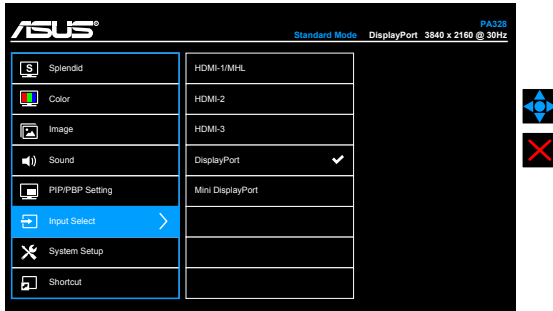 ASUS
PA328
Standard Mode DisplayPort 3840 x 2160 @ 30Hz
S Splendid
Color
Image
Sound
PIP/PBP Setting
Input Select
System Setup
Shortcut
HDMI-1/MHL
HDMI-2
HDMI-3
DisplayPort
Mini DisplayPort